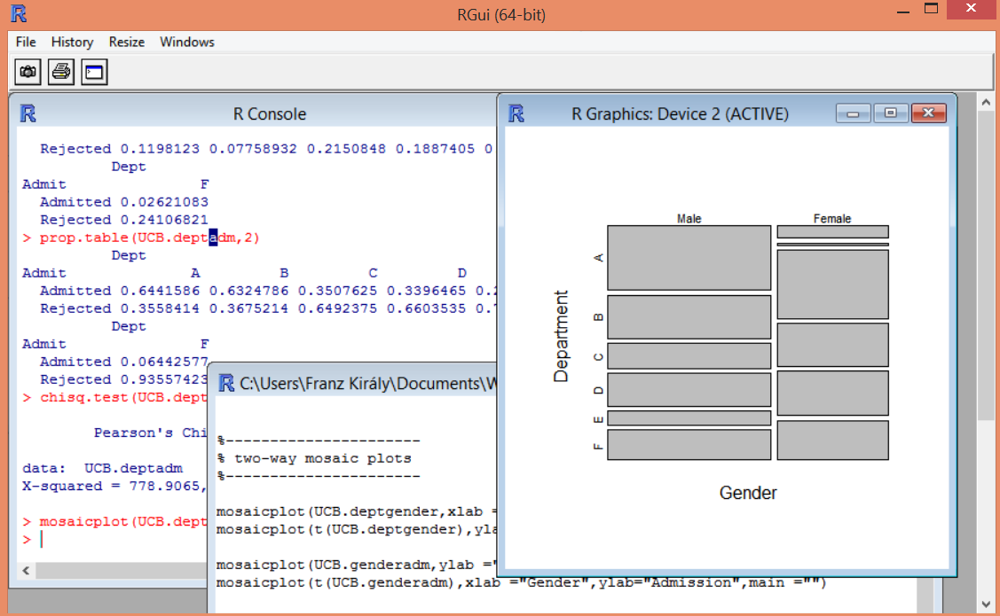 RGui (64-bit)
File History Resize Windows
R Console
Rejected 0.1198123 0.07758932 0.2150848 0.1887405 0
Dept
Admit F
Admitted 0.02621083
Rejected 0.24106821
> prop.table(UCB.deptadm,2)
Dept
Admit A B C D
Admitted 0.6441586 0.6324786 0.3507625 0.3396465 0.2
Rejected 0.3558414 0.3675214 0.6492375 0.6603535 0.7
Dept
Admit F
Admitted 0.06442577
Rejected 0.93557423
> chisq.test(UCB.dept
Pearson's Chi
data: UCB.deptadm
X-squared = 778.9065,
> mosaicplot(UCB.dept
>
C:\Users\Franz Király\Documents\W
%----------------------
% two-way mosaic plots
%----------------------
mosaicplot(UCB.deptgender,xlab =
mosaicplot(t(UCB.deptgender),yla
mosaicplot(UCB.genderadm,ylab ="
mosaicplot(t(UCB.genderadm),xlab ="Gender",ylab="Admission",main ="")
R Graphics: Device 2 (ACTIVE)
Male Female
A
B
C
D
E
F
Department
Gender